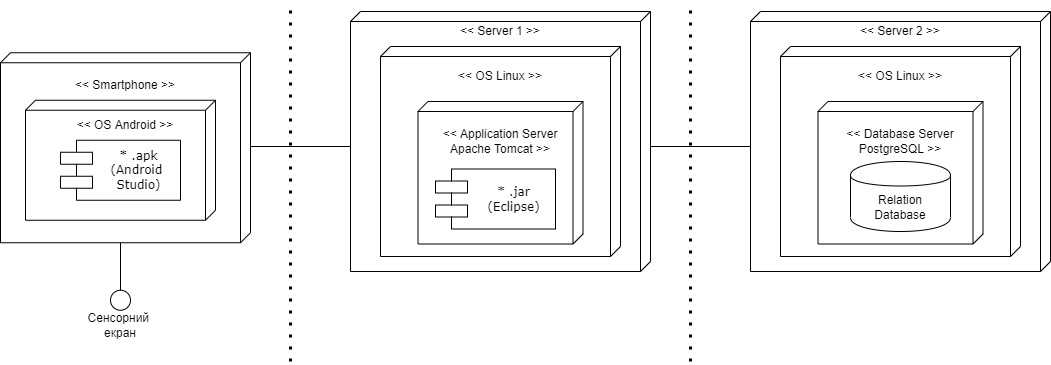 << Smartphone >>
<< OS Android >>
* .apk
(Android
Studio)
Сенсорний
екран
<< Server 1 >>
<< OS Linux >>
<< Application Server
Apache Tomcat >>
* .jar
(Eclipse)
<< Server 2 >>
<< OS Linux >>
<< Database Server
PostgreSQL >>
Relation
Database